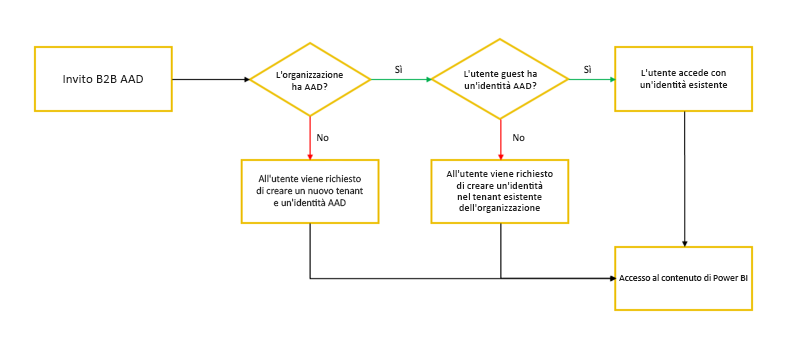 Invito B2B AAD
L'organizzazione
ha AAD?
Sì
L'utente guest ha
un'identità AAD?
Sì
L'utente accede con
un'identità esistente
No
No
All'utente viene richiesto
di creare un nuovo tenant
e un'identità AAD
All'utente viene richiesto
di creare un'identità
nel tenant esistente
dell'organizzazione
Accesso al contenuto di Power BI